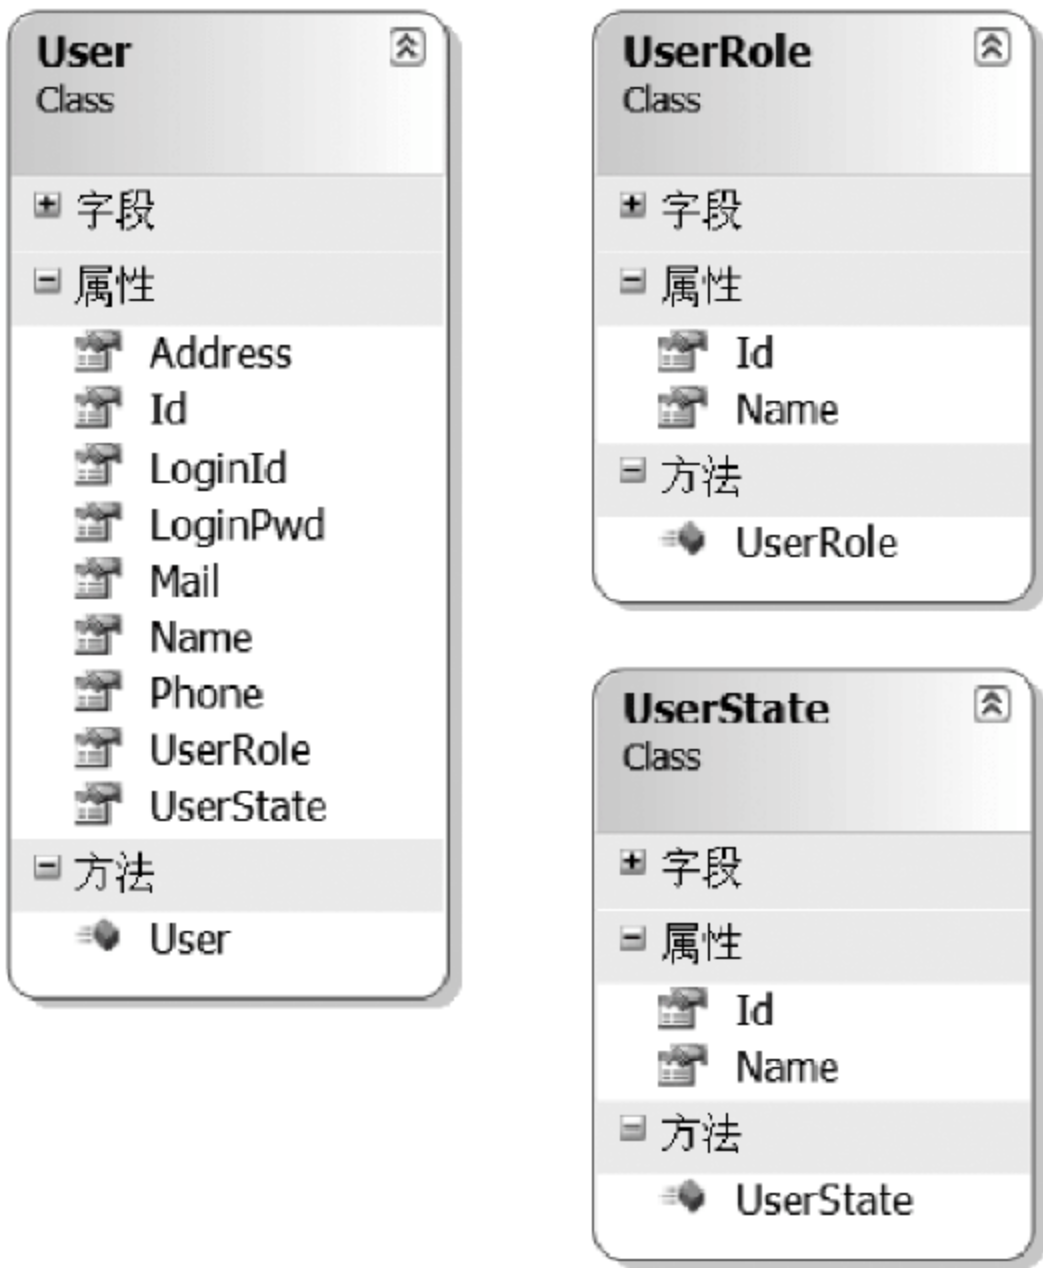 User
Class
字段
属性
Address
Id
LoginId
LoginPwd
Mail
Name
Phone
UserRole
UserState
方法
User
UserRole
Class
字段
属性
Id
Name
方法
UserRole
UserState
Class
字段
属性
Id
Name
方法
UserState